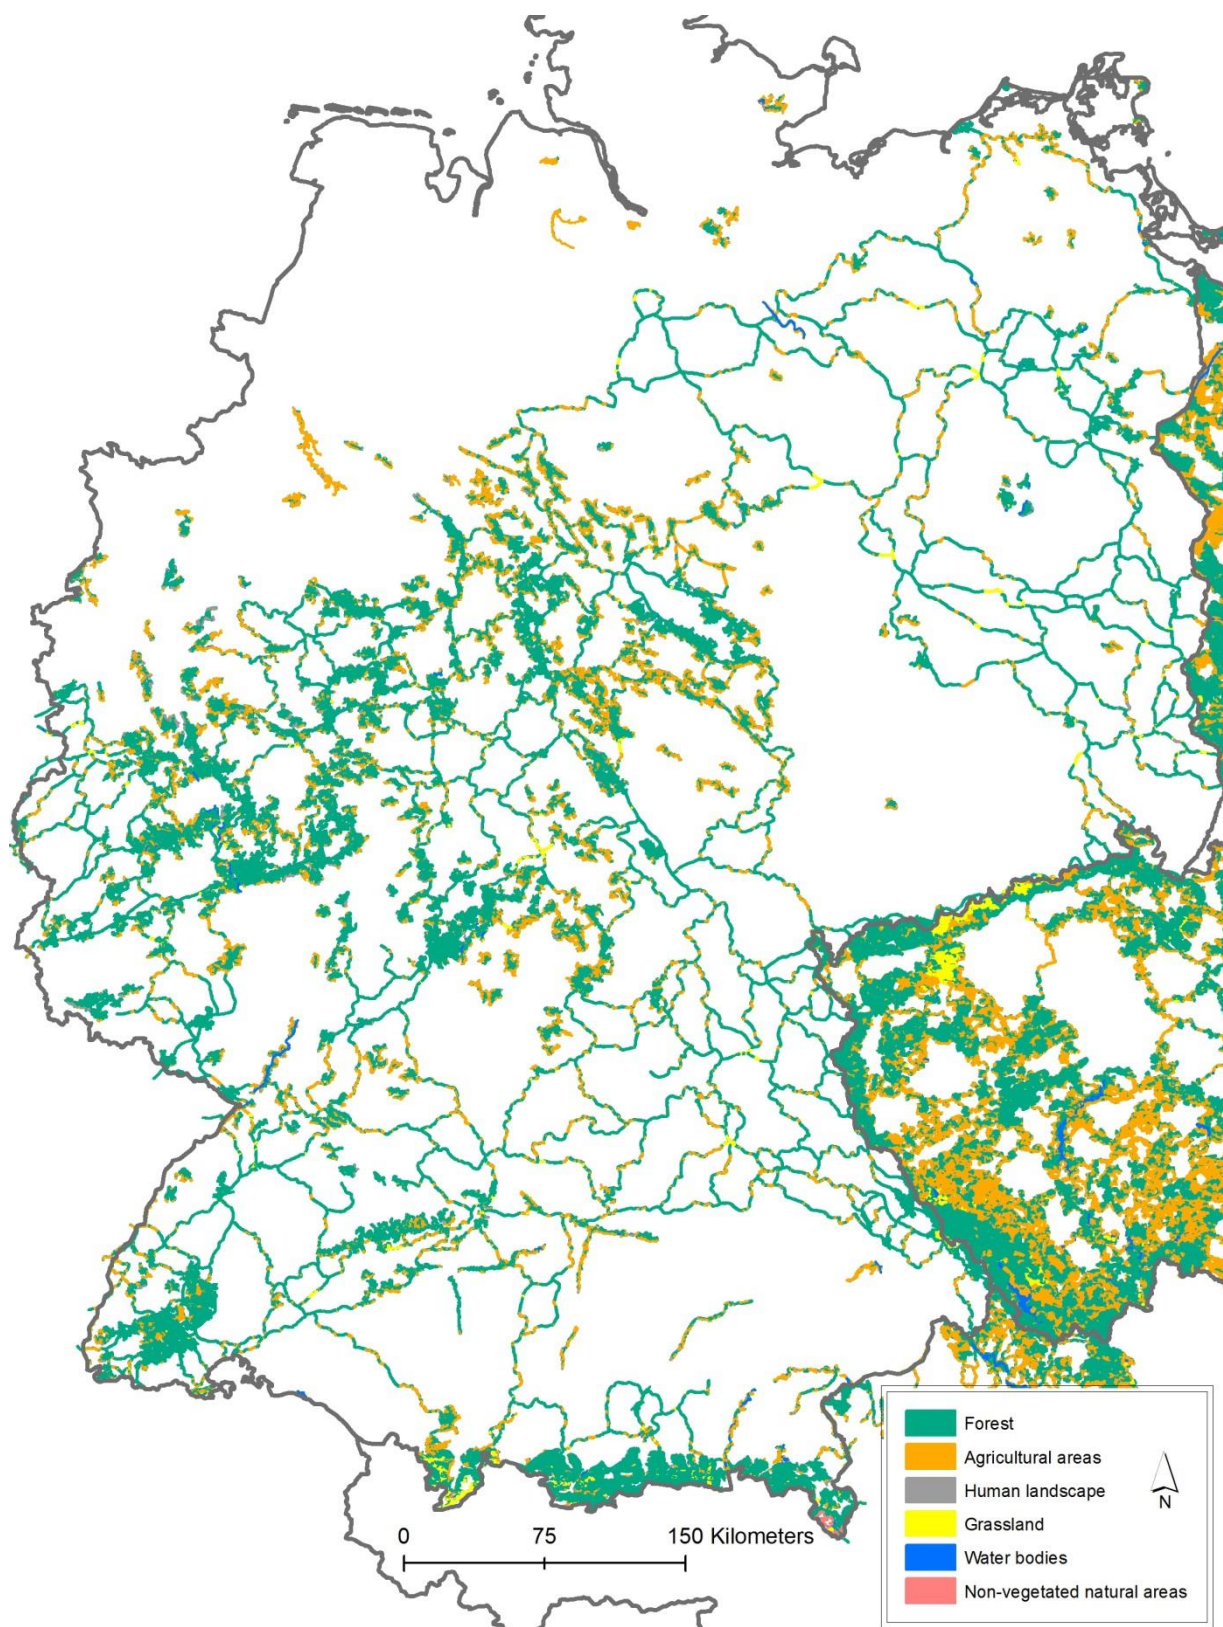 Forest
Agricultural areas
Human landscape
Grassland
Water bodies
Non-vegetated natural areas
N
0 75 150 Kilometers